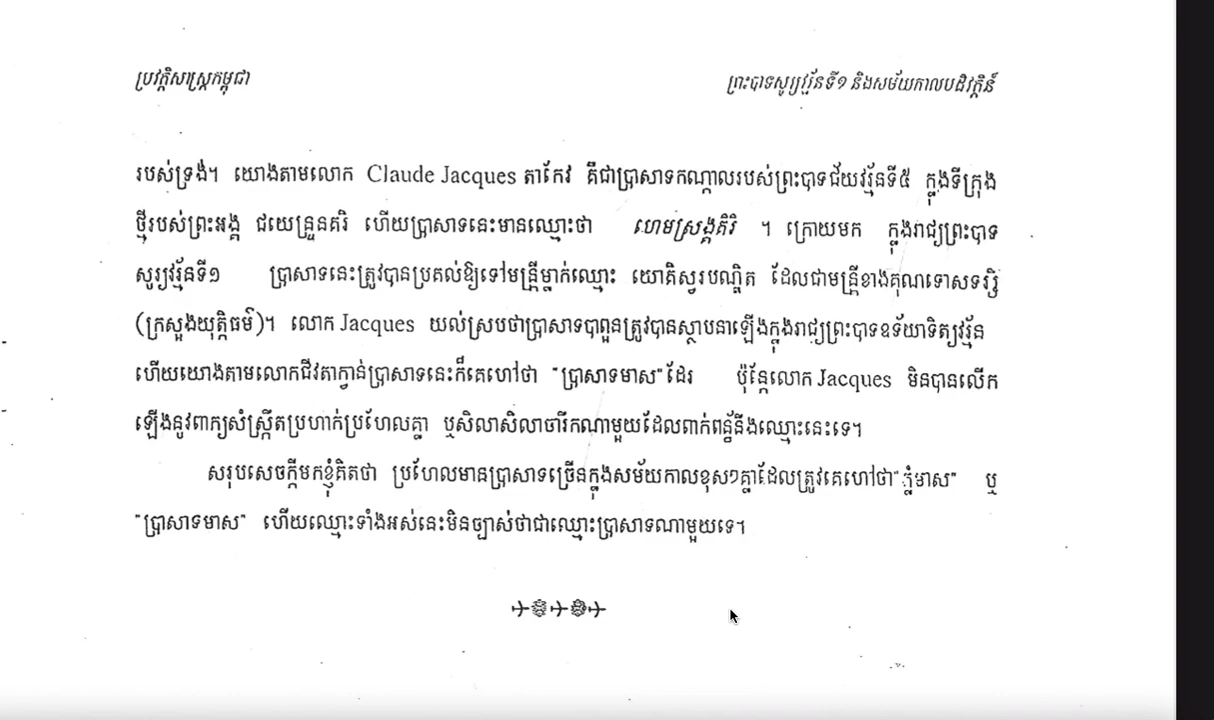 ប្រវត្តិសាស្ត្រកម្ពុជា
ព្រះបាទសូរ្យវរ្ម័នទី១ និងសម័យកាលបដិវត្តិន៍
របស់ទ្រង់។ យោងតាមលោក Claude Jacques តាកែវ គឺជាប្រាសាទកណ្តាលរបស់ព្រះបាទជ័យវរ្ម័នទី៥ ក្នុងទីក្រុង
ថ្មីរបស់ព្រះអង្គ ជយេន្ទ្រនគរិ ហើយប្រាសាទនេះមានឈ្មោះថា ហេមស្រង្គគិរិ ។ ក្រោយមក ក្នុងរាជ្យព្រះបាទ
សូរ្យវរ្ម័នទី១ ប្រាសាទនេះត្រូវបានប្រគល់ឱ្យទៅមន្ត្រីម្នាក់ឈ្មោះ យោគិស្វរបណ្ឌិត ដែលជាមន្ត្រីខាងគុណទោសទរ្សិ
(ក្រសួងយុត្តិធម៌)។ លោក Jacques យល់ស្របថាប្រាសាទបាពួនត្រូវបានស្ថាបនាឡើងក្នុងរាជ្យព្រះបាទឧទ័យាទិត្យវរ្ម័ន
ហើយយោងតាមលោកជីវតាក្វាន់ប្រាសាទនេះក៏គេហៅថា "ប្រាសាទមាស"ដែរ ប៉ុន្តែលោក Jacques មិនបានលើក
ឡើងនូវពាក្យសំស្ក្រឹតប្រហាក់ប្រហែលគ្នា ឬសិលាសិលាចារឹកណាមួយដែលពាក់ពន្ធ័នឹងឈ្មោះនេះទេ។
សរុបសេចក្តីមកខ្ញុំគិតថា ប្រហែលមានប្រាសាទច្រើនក្នុងសម័យកាលខុសៗគ្នាដែលត្រូវគេហៅថា"ភ្នំមាស" ឬ
"ប្រាសាទមាស" ហើយឈ្មោះទាំងអស់នេះមិនច្បាស់ថាជាឈ្មោះប្រាសាទណាមួយទេ។